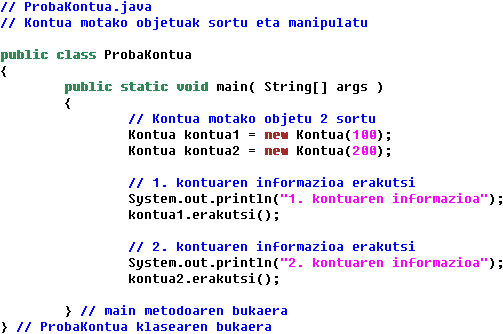 // ProbaKontua.java
// Kontua motako objetuak sortu eta manipulatu

public class ProbaKontua
{
        public static void main( String[] args )
        {
                // Kontua motako objetu 2 sortu
                Kontua kontua1 = new Kontua(100);
                Kontua kontua2 = new Kontua(200);

                // 1. kontuaren informazioa erakutsi
                System.out.println("1. kontuaren informazioa");
                kontua1.erakutsi();

                // 2. kontuaren informazioa erakutsi
                System.out.println("2. kontuaren informazioa");
                kontua2.erakutsi();

        } // main metodoaren bukaera
} // ProbaKontua klasearen bukaera